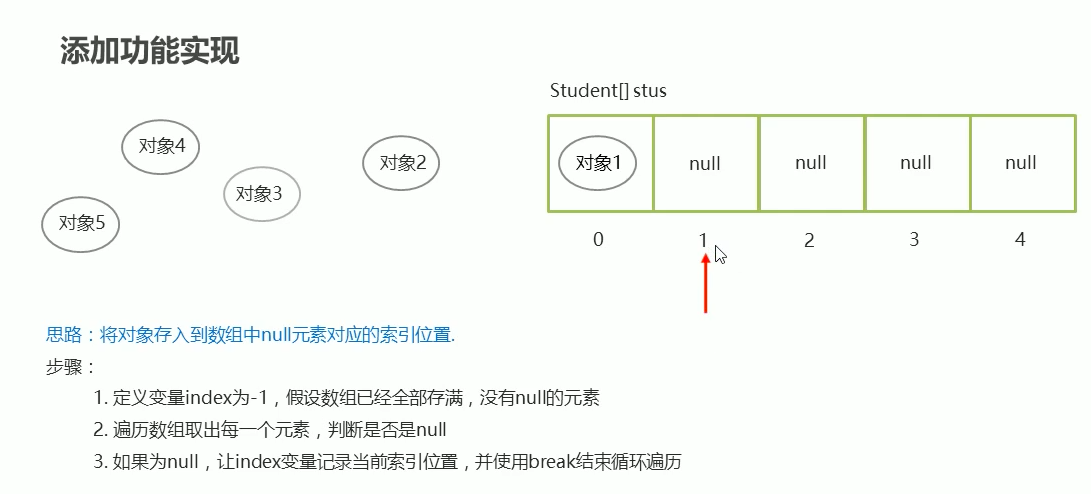 添加功能实现
Student[] stus
对象4
对象2
对象3
对象5
对象1 null null null null
0 1 2 3 4
思路：将对象存入到数组中null元素对应的索引位置.
步骤：
1. 定义变量index为-1，假设数组已经全部存满，没有null的元素
2. 遍历数组取出每一个元素，判断是否是null
3. 如果为null，让index变量记录当前索引位置，并使用break结束循环遍历